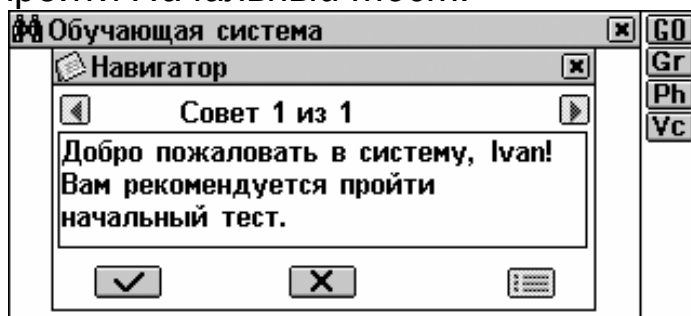 Обучающая система
GO
Навигатор
Gr
Совет 1 из 1
Ph
Vc
Добро пожаловать в систему, Ivan!
Вам рекомендуется пройти
начальный тест.